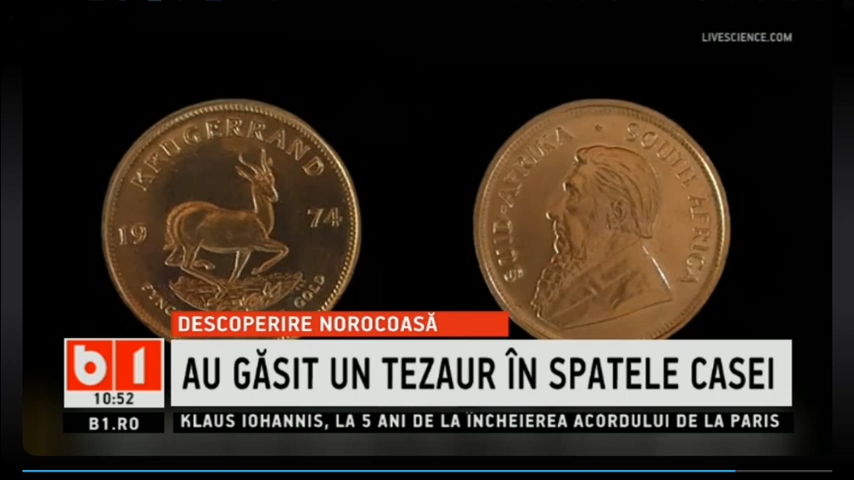 LIVESCIENCE.COM
KRUGERRAND
19 74
GOLD
SUID-AFRIKA · SOUTH AFRICA
DESCOPERIRE NOROCOASĂ
b1
AU GĂSIT UN TEZAUR ÎN SPATELE CASEI
10:52
B1.RO
KLAUS IOHANNIS, LA 5 ANI DE LA ÎNCHEIEREA ACORDULUI DE LA PARIS